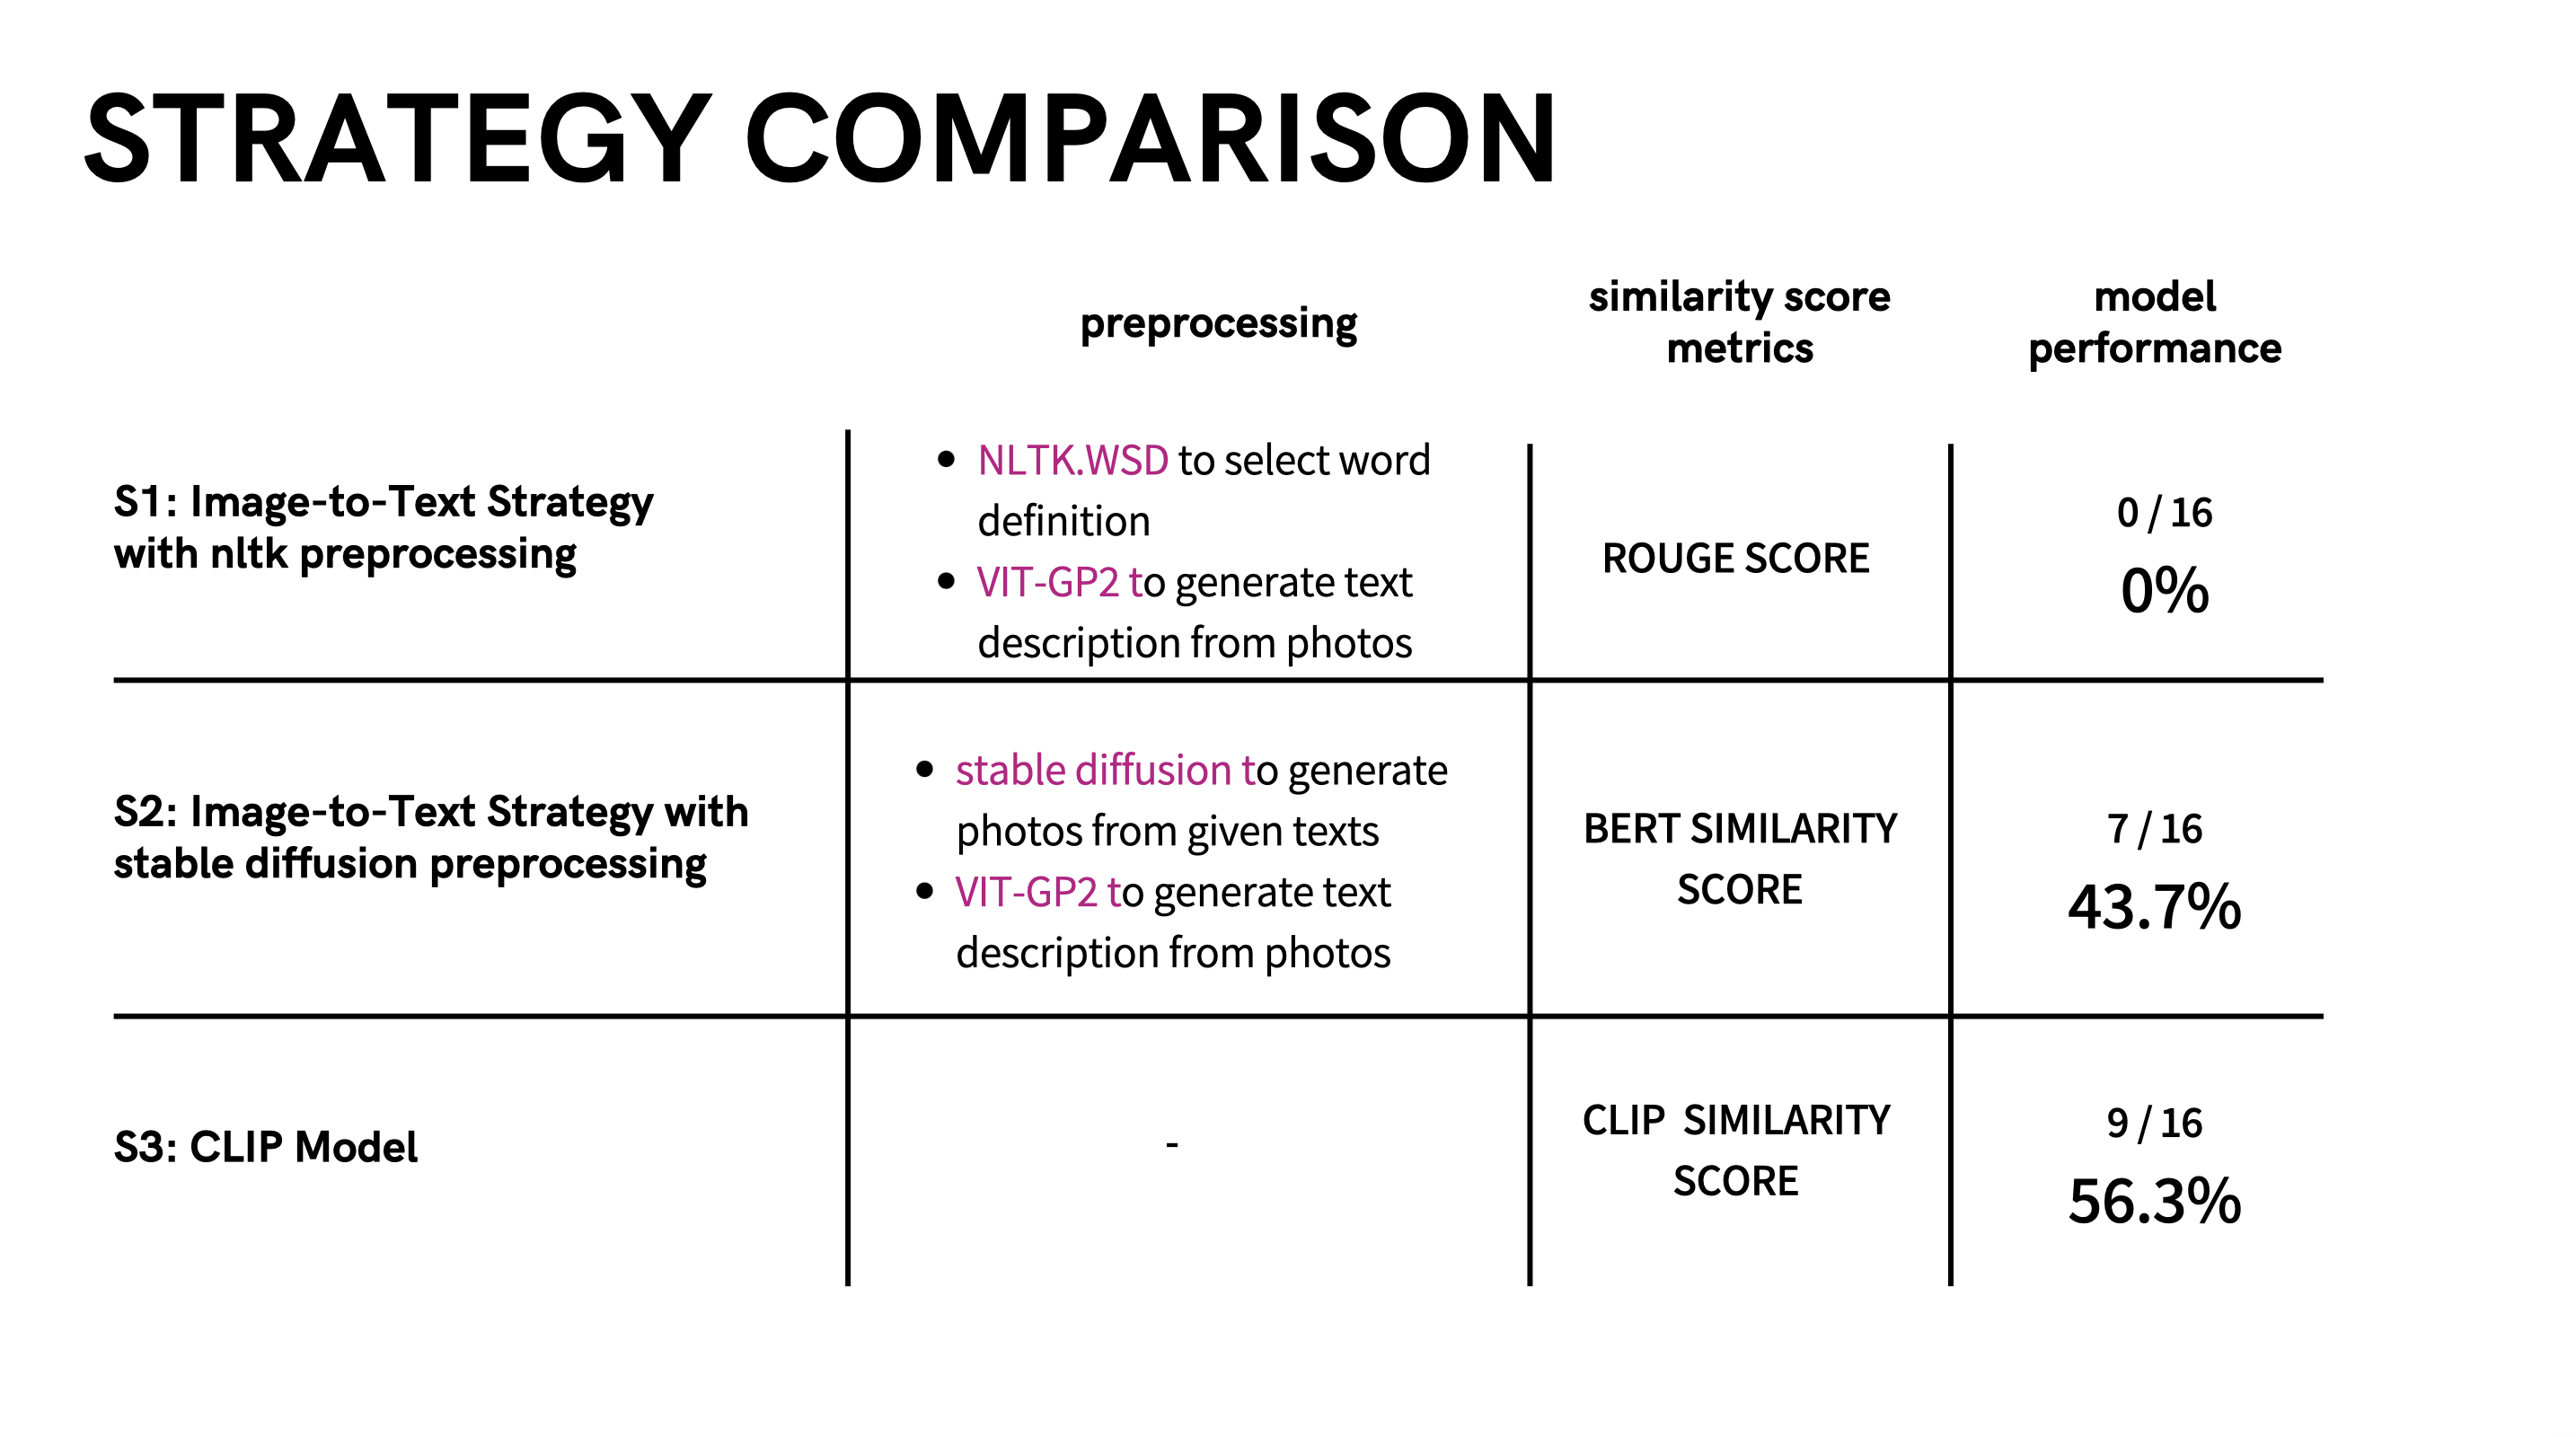 STRATEGY COMPARISON
preprocessing
similarity score
metrics
model
performance
S1: Image-to-Text Strategy
with nltk preprocessing
• NLTK.WSD to select word
definition
• VIT-GP2 to generate text
description from photos
ROUGE SCORE
0 / 16
0%
S2: Image-to-Text Strategy with
stable diffusion preprocessing
• stable diffusion to generate
photos from given texts
• VIT-GP2 to generate text
description from photos
BERT SIMILARITY
SCORE
7 / 16
43.7%
S3: CLIP Model
-
CLIP SIMILARITY
SCORE
9 / 16
56.3%